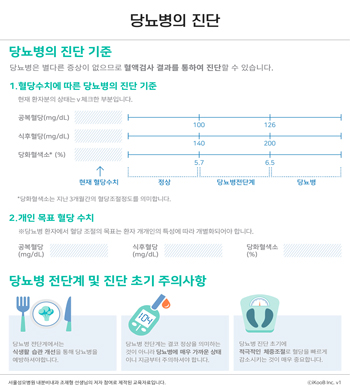 당뇨병의 진단
당뇨병의 진단 기준
당뇨병은 별다른 증상이 없으므로 혈액검사 결과를 통하여 진단할 수 있습니다.
1.혈당수치에 따른 당뇨병의 진단 기준
현재 환자분의 상태는 v 체크한 부분입니다.
공복혈당(mg/dL)
100 126
식후혈당(mg/dL)
140 200
당화혈색소* (%)
5.7 6.5
현재 혈당수치 정상 당뇨병전단계 당뇨병
*당화혈색소는 지난 3개월간의 혈당조절정도를 의미합니다.
2.개인 목표 혈당 수치
※당뇨병 환자에서 혈당 조절의 목표는 환자 개개인의 특성에 따라 개별화되어야 합니다.
공복혈당 식후혈당 당화혈색소
(mg/dL) (mg/dL) (%)
당뇨병 전단계 및 진단 초기 주의사항
104
당뇨병 전단계에서는 당뇨병 전단계는 결코 정상을 의미하는 당뇨병 진단 초기에
식생활 습관 개선을 통해 당뇨병을 것이 아니라 당뇨병에 매우 가까운 상태 적극적인 체중조절로 혈당을 빠르게
예방하셔야합니다. 이니 지금부터 주의하셔야 합니다. 감소시키는 것이 매우 중요합니다.
서울성모병원 내분비내과 조재형 선생님의 저작 참여로 제작된 교육자료입니다. ⓒiKooB Inc. v1